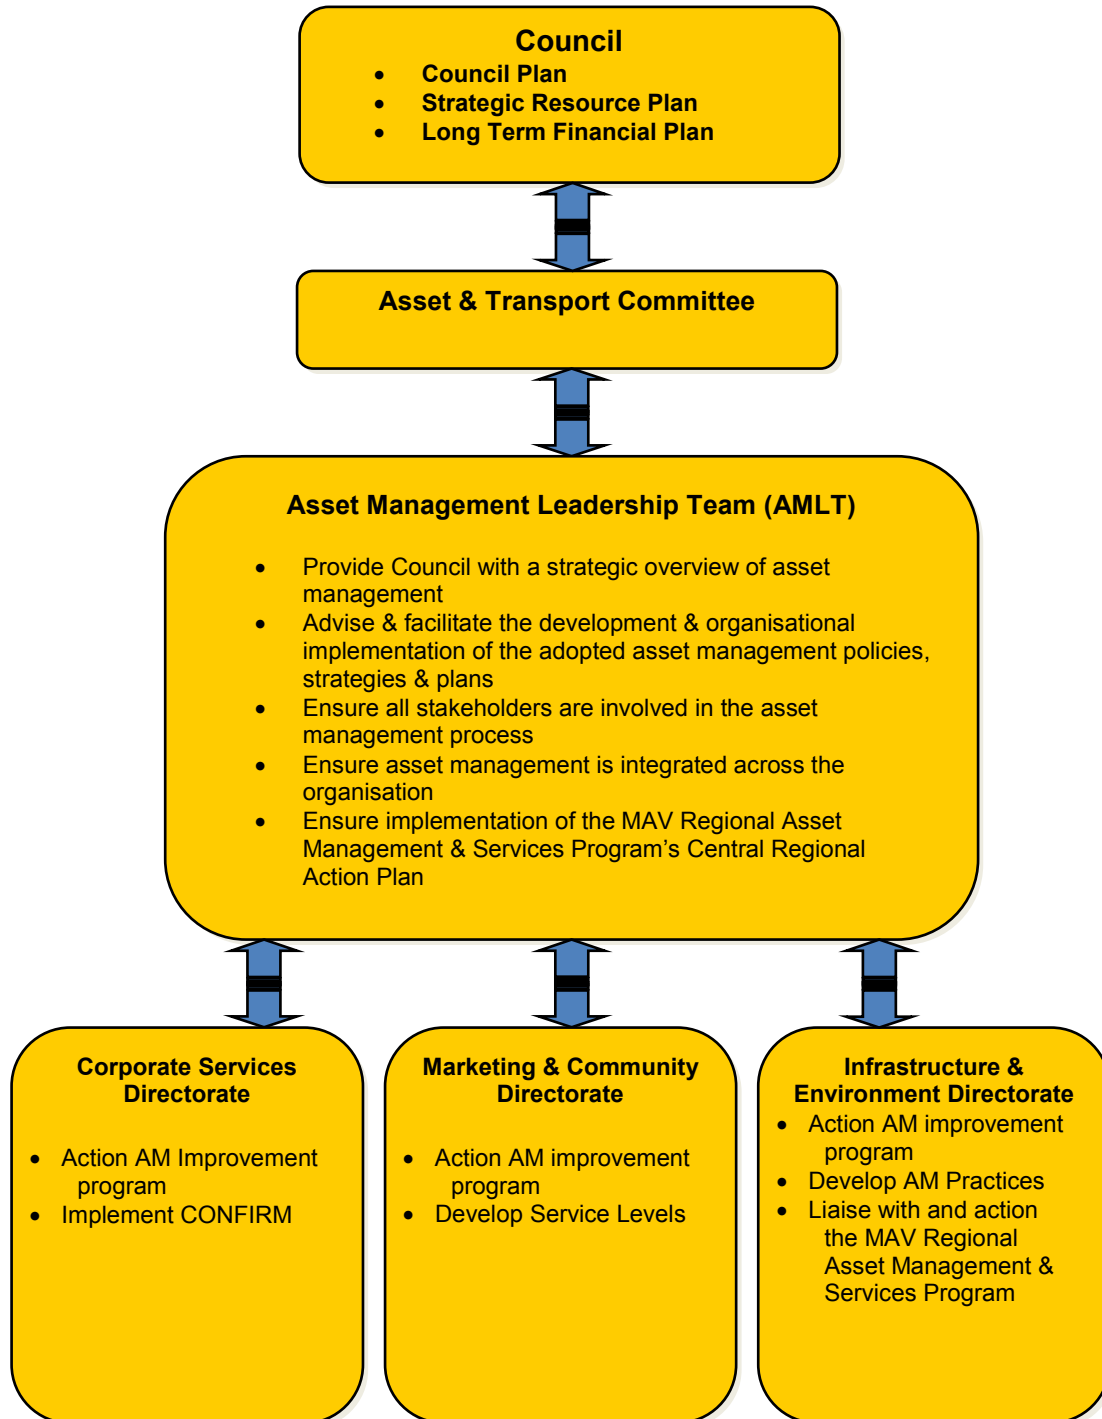 Council
• Council Plan
• Strategic Resource Plan
• Long Term Financial Plan
Asset & Transport Committee
Asset Management Leadership Team (AMLT)
• Provide Council with a strategic overview of asset
management
• Advise & facilitate the development & organisational
implementation of the adopted asset management policies,
strategies & plans
• Ensure all stakeholders are involved in the asset
management process
• Ensure asset management is integrated across the
organisation
• Ensure implementation of the MAV Regional Asset
Management & Services Program’s Central Regional
Action Plan
Corporate Services
Directorate
• Action AM Improvement
program
• Implement CONFIRM
Marketing & Community
Directorate
• Action AM improvement
program
• Develop Service Levels
Infrastructure &
Environment Directorate
• Action AM improvement
program
• Develop AM Practices
• Liaise with and action
the MAV Regional
Asset Management &
Services Program